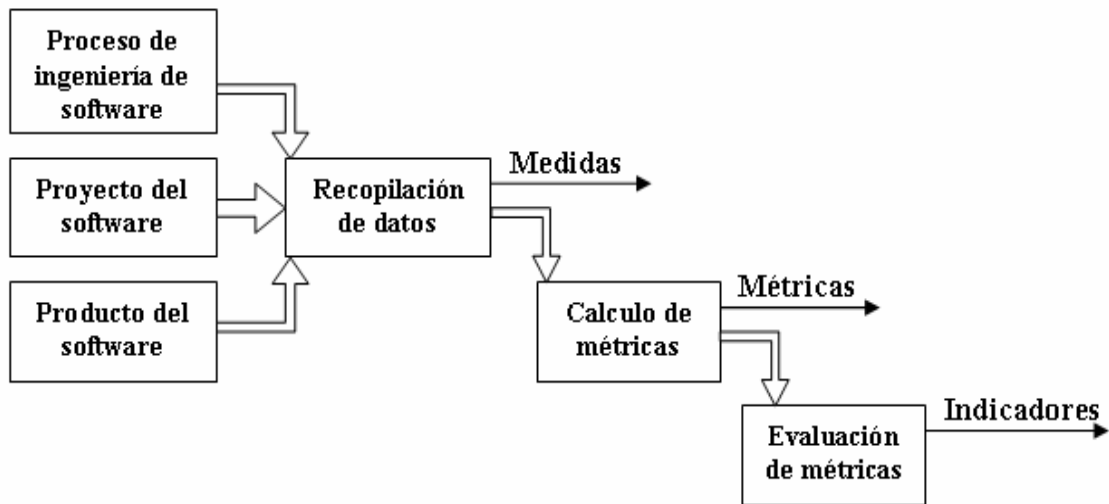 Proceso de
ingeniería de
software
Proyecto del
software
Producto del
software
Recopilación
de datos
Medidas
Calculo de
métricas
Métricas
Evaluación
de métricas
Indicadores